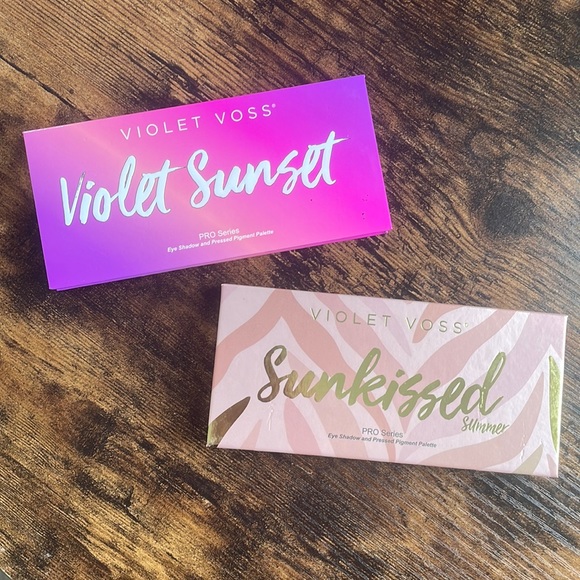 VIOLET VOSS®
Violet Sunset
PRO Series
Eye Shadow and Pressed Pigment Palette
VIOLET VOSS®
Sunkissed
Summer
PRO Series
Eye Shadow and Pressed Pigment Palette